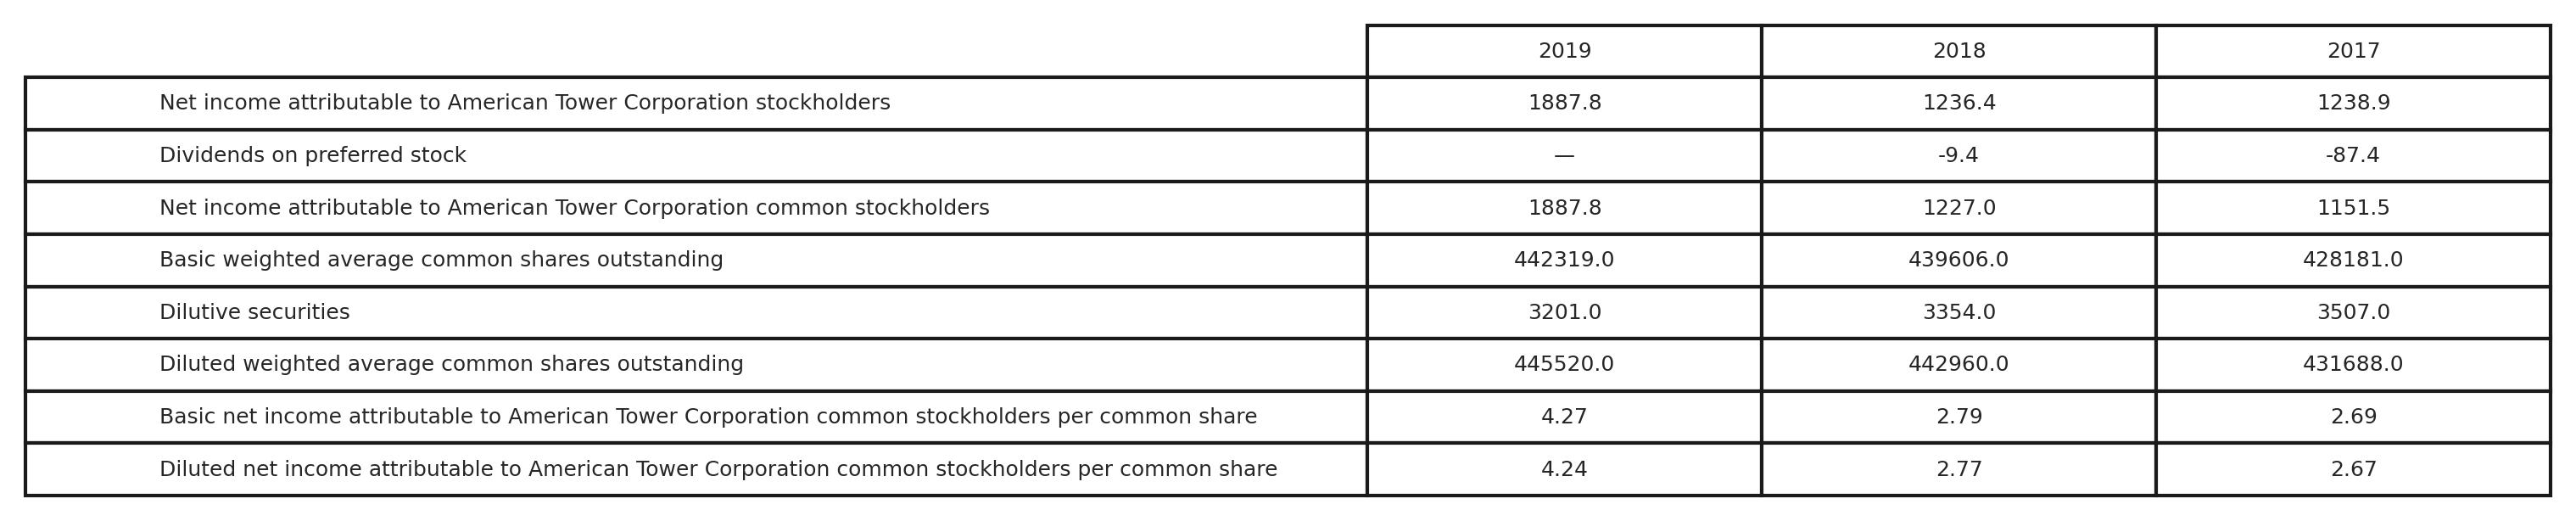 2019 2018 2017
Net income attributable to American Tower Corporation stockholders 1887.8 1236.4 1238.9
Dividends on preferred stock — -9.4 -87.4
Net income attributable to American Tower Corporation common stockholders 1887.8 1227.0 1151.5
Basic weighted average common shares outstanding 442319.0 439606.0 428181.0
Dilutive securities 3201.0 3354.0 3507.0
Diluted weighted average common shares outstanding 445520.0 442960.0 431688.0
Basic net income attributable to American Tower Corporation common stockholders per common share 4.27 2.79 2.69
Diluted net income attributable to American Tower Corporation common stockholders per common share 4.24 2.77 2.67